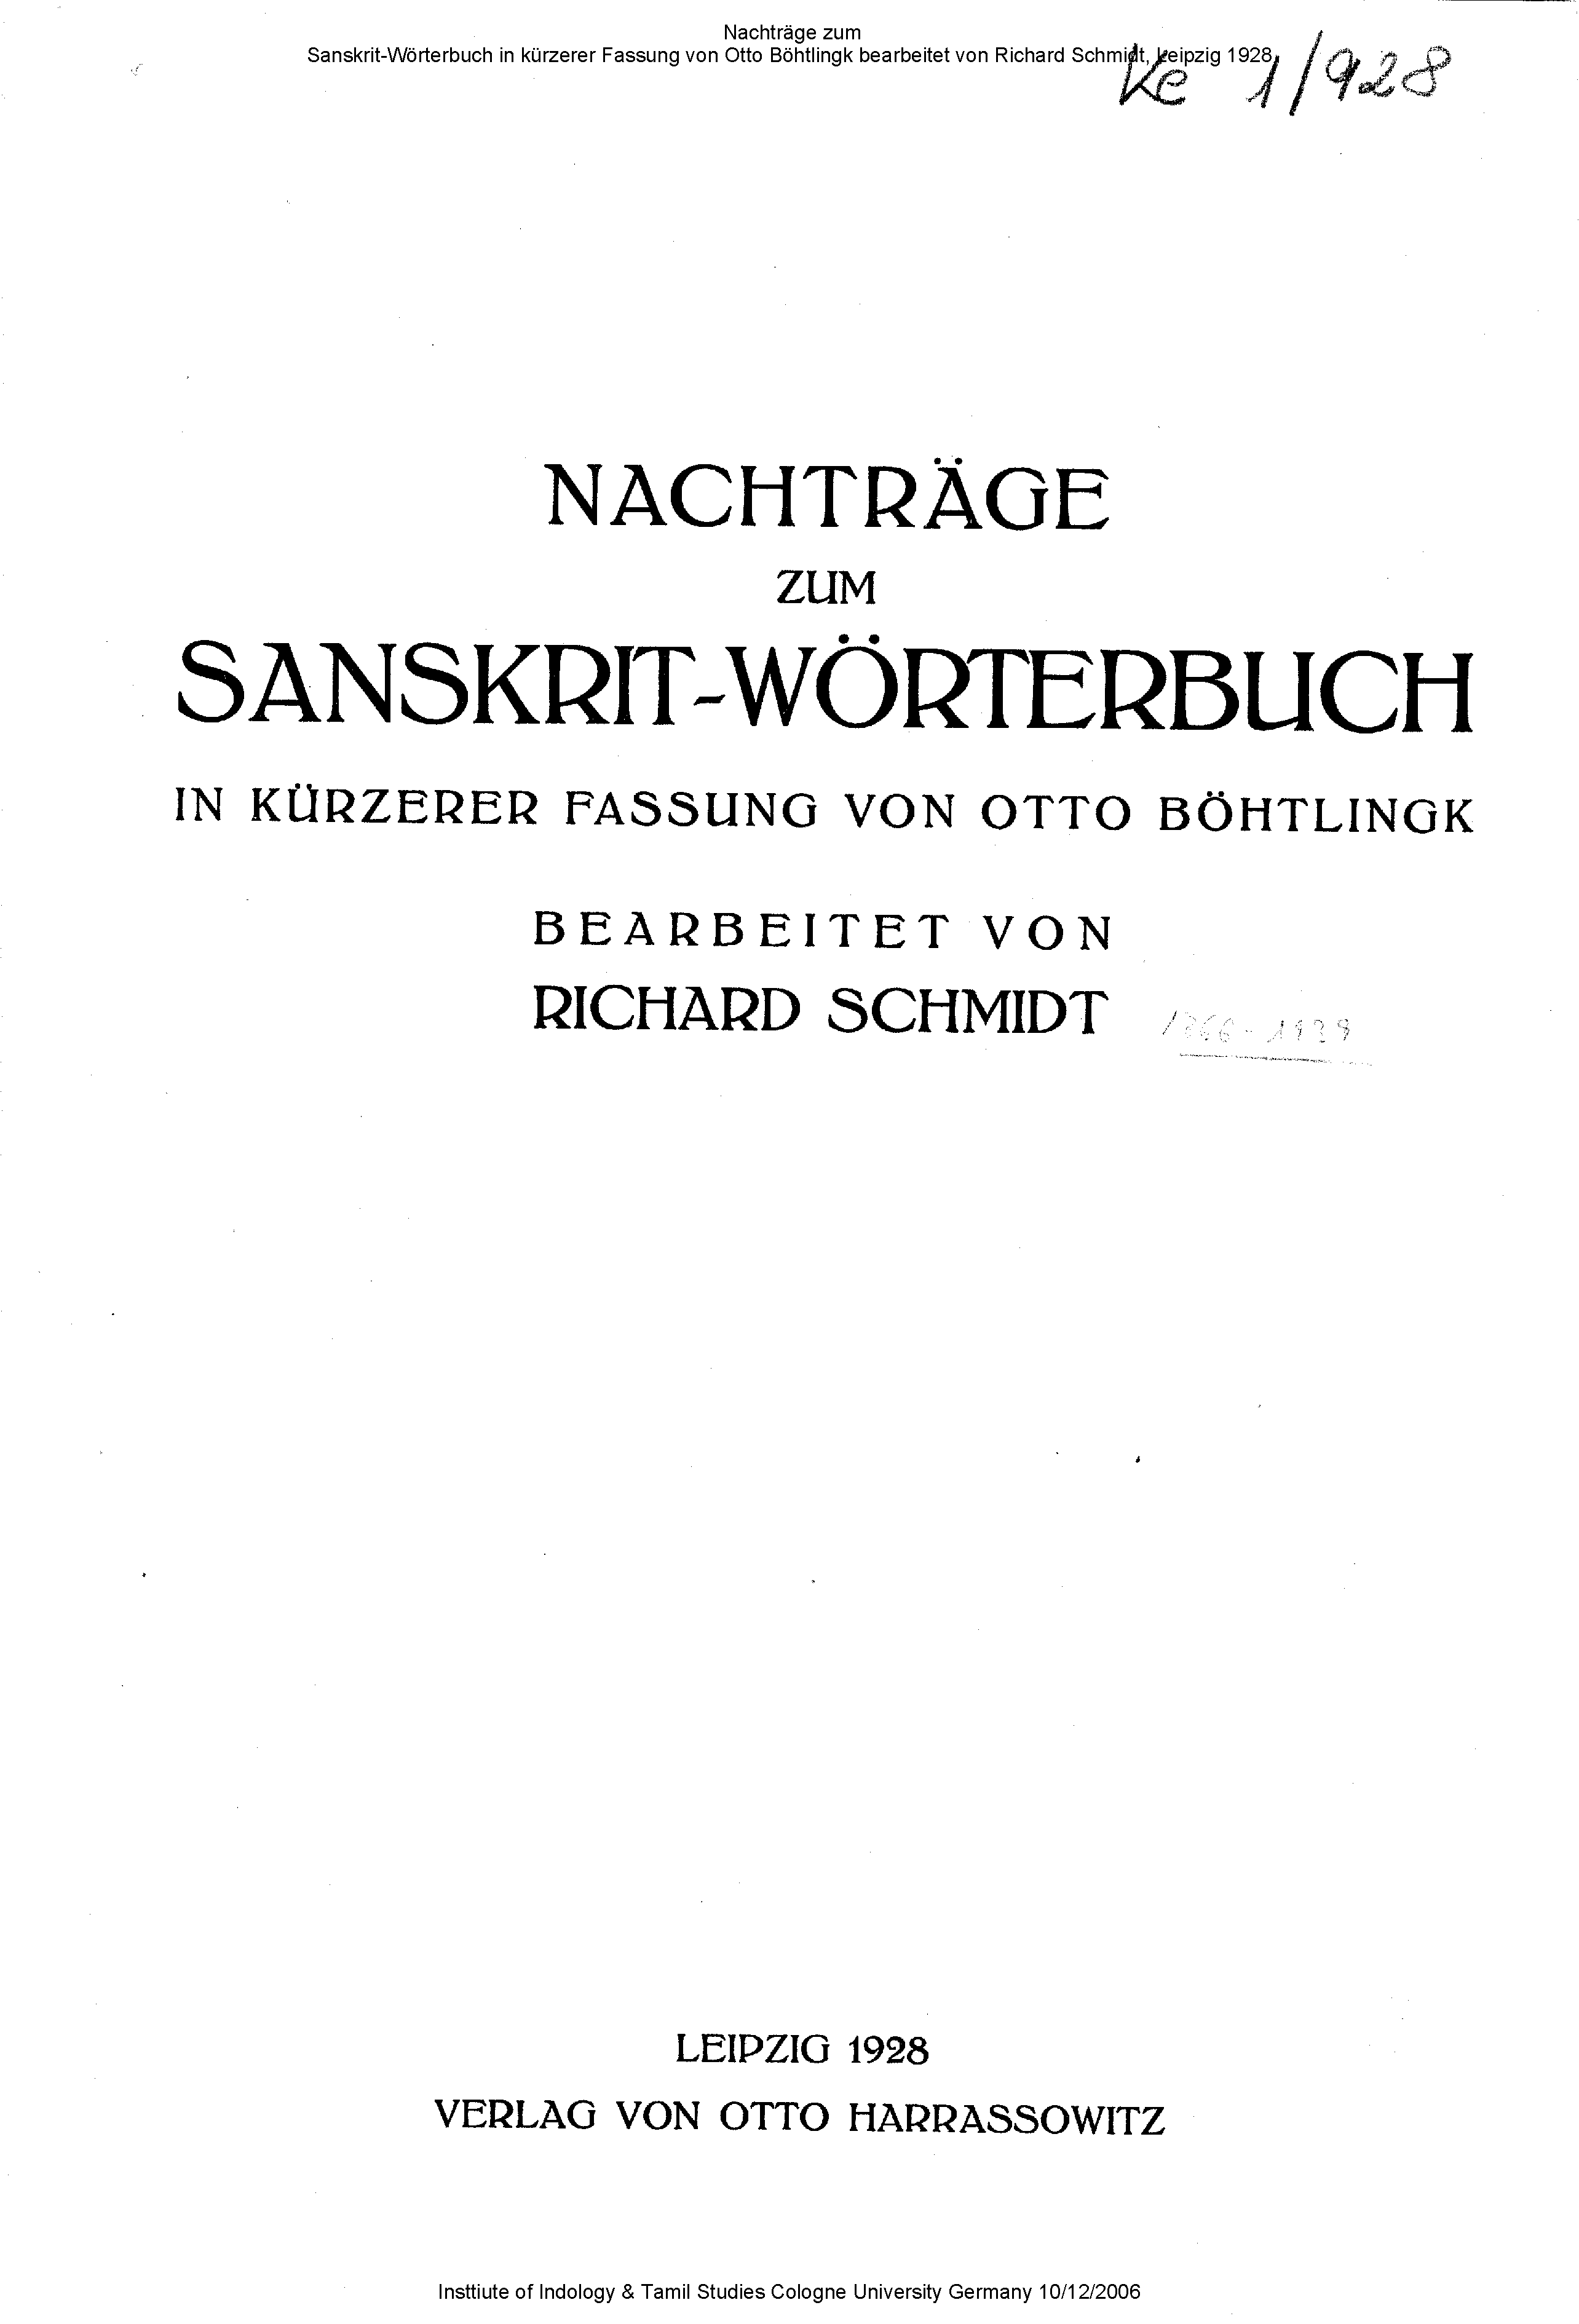 Nachträge zum
Sanskrit-Wörterbuch in kürzerer Fassung von Otto Böhtlingk bearbeitet von Richard Schmidt, Leipzig 1928
Ke 1/928
NACHTRÄGE
ZUM
SANSKRIT-WÖRTERBUCH
IN KÜRZERER FASSUNG VON OTTO BÖHTLINGK
BEARBEITET VON
RICHARD SCHMIDT
1866-1939
LEIPZIG 1928
VERLAG VON OTTO HARRASSOWITZ
Insttiute of Indology & Tamil Studies Cologne University Germany 10/12/2006